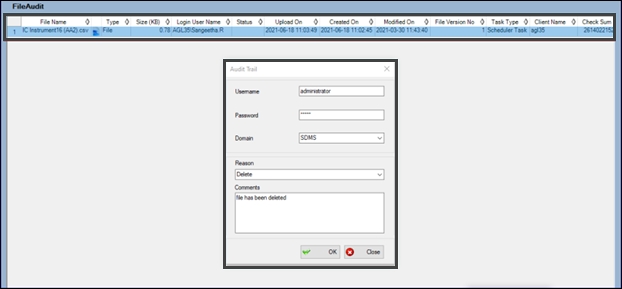 FileAudit
File Name Type Size (KB) Login User Name Status Upload On Created On Modified On File Version No Task Type Client Name Check Sum
1 IC Instrument16 (AA2).csv File 0.78 AGL35\Sangeetha.R 2021-06-18 11:03:49 2021-06-18 11:02:45 2021-03-30 11:43:40 1 Scheduler Task agl35 2614022152
Audit Trail
Username administrator
Password *****
Domain SDMS
Reason
Delete
Comments
file has been deleted
OK Close